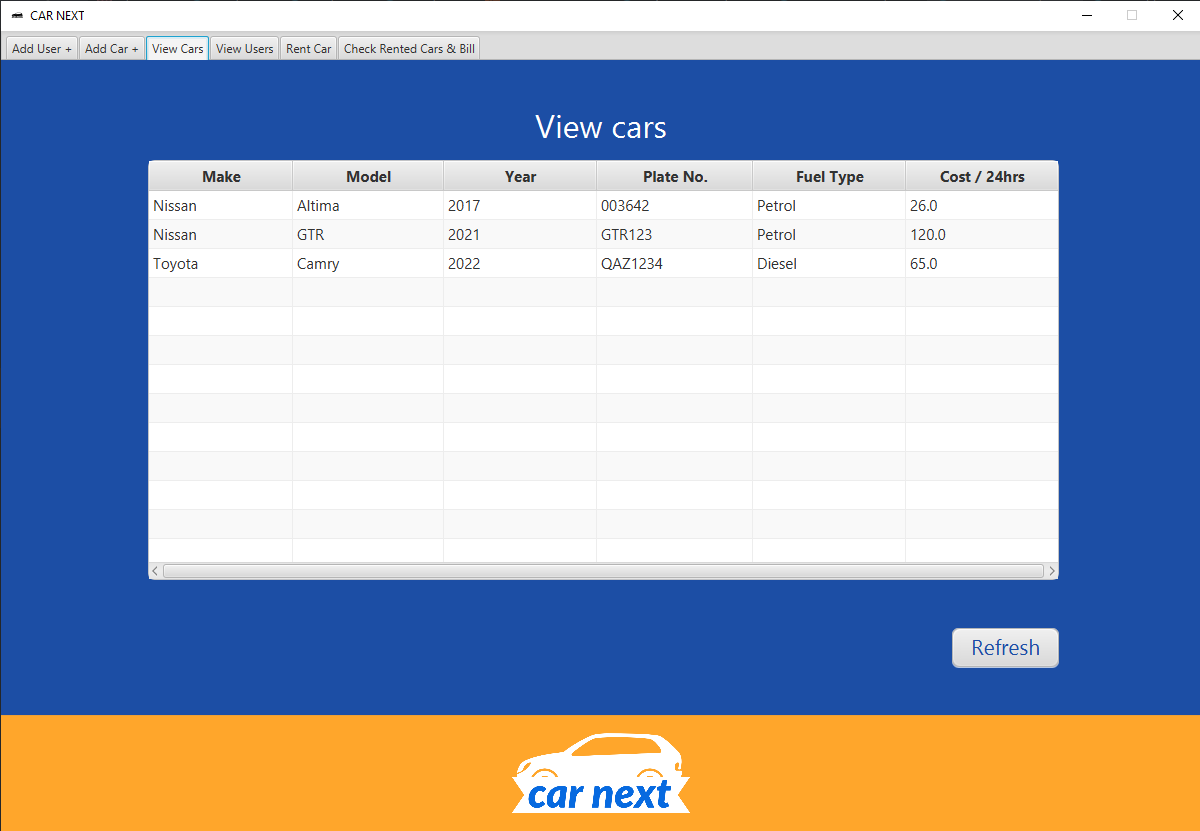 CAR NEXT
Add User + Add Car + View Cars View Users Rent Car Check Rented Cars & Bill
View cars
Make Model Year Plate No. Fuel Type Cost / 24hrs
Nissan Altima 2017 003642 Petrol 26.0
Nissan GTR 2021 GTR123 Petrol 120.0
Toyota Camry 2022 QAZ1234 Diesel 65.0
Refresh
car next